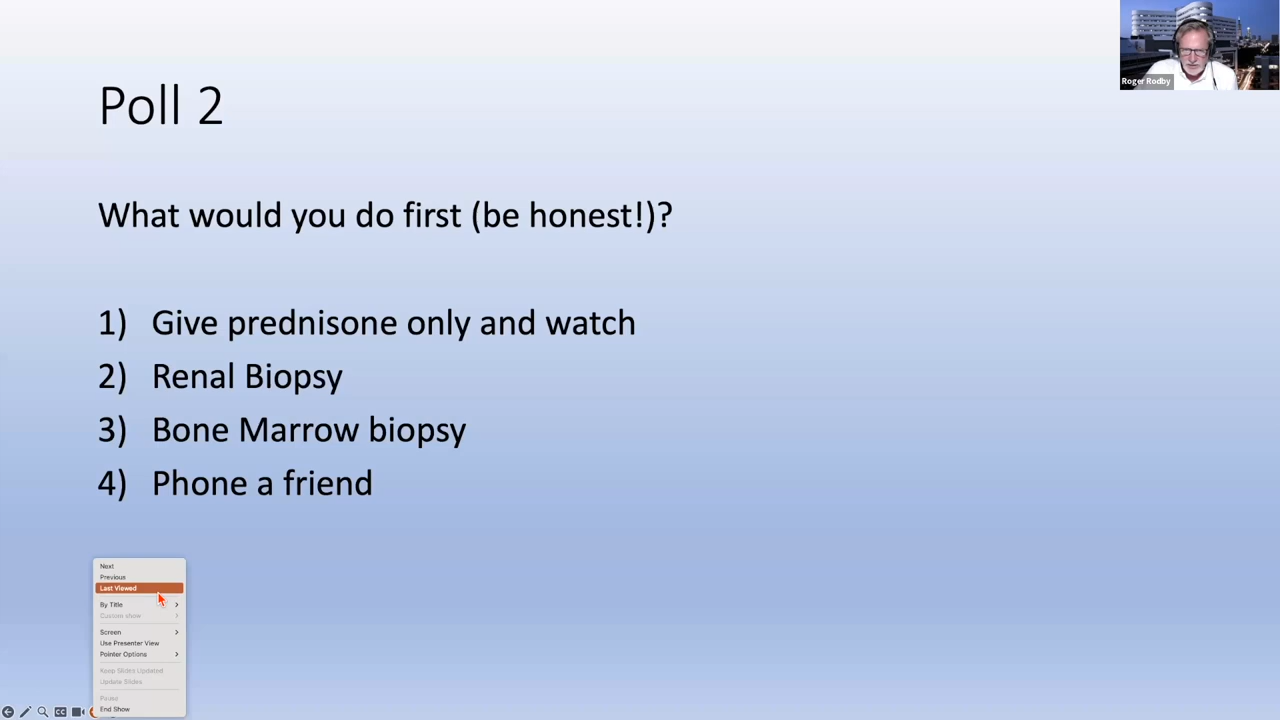 Roger Rodby
Poll 2
What would you do first (be honest!)?
1) Give prednisone only and watch
2) Renal Biopsy
3) Bone Marrow biopsy
4) Phone a friend
Next
Previous
Last Viewed
By Title
Custom show
Screen
Use Presenter View
Pointer Options
Keep Slides Updated
Update Slides
Pause
End Show
CC